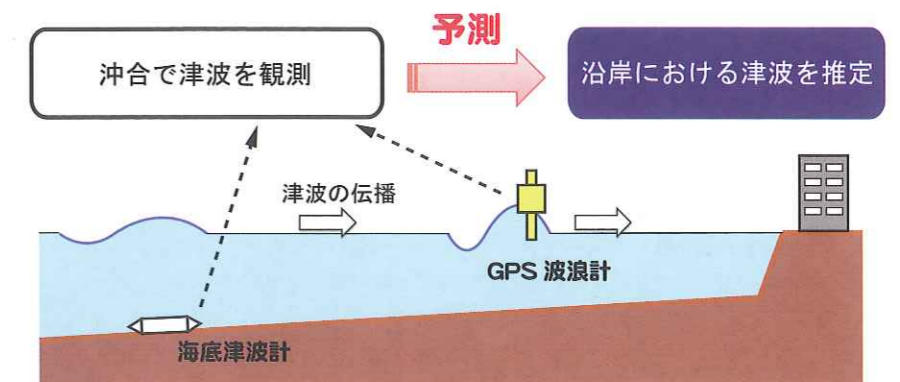 予測
沖合で津波を観測
沿岸における津波を推定
津波の伝播
GPS 波浪計
海底津波計